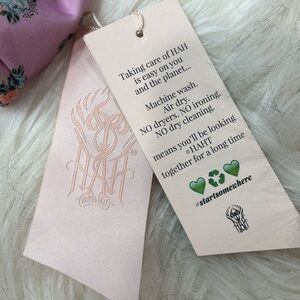 HAH
Taking care of HAH
is easy on you
and the planet...
Machine wash.
Air dry.
NO dryers. NO ironing.
NO dry cleaning.
means you'll be looking
#HAHT
together for a long time
#startsomewhere